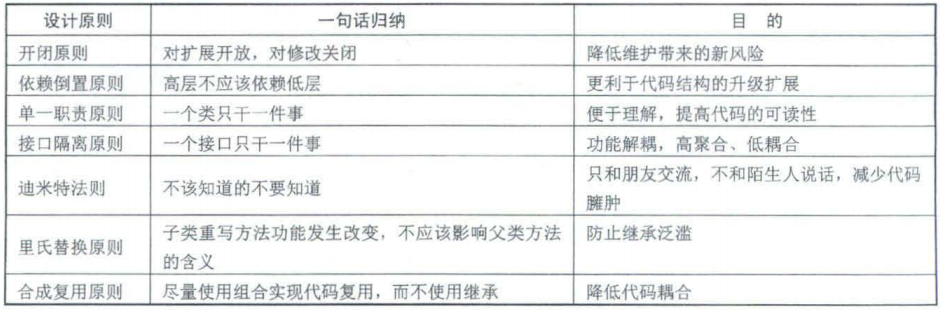 设计原则 一句话归纳 目 的
开闭原则 对扩展开放，对修改关闭 降低维护带来的新风险
依赖倒置原则 高层不应该依赖低层 更利于代码结构的升级扩展
单一职责原则 一个类只干一件事 便于理解，提高代码的可读性
接口隔离原则 一个接口只干一件事 功能解耦，高聚合、低耦合
迪米特法则 不该知道的不要知道 只和朋友交流，不和陌生人说话，减少代码
臃肿
里氏替换原则 子类重写方法功能发生改变，不应该影响父类方法 防止继承泛滥
的含义
合成复用原则 尽量使用组合实现代码复用，而不使用继承 降低代码耦合